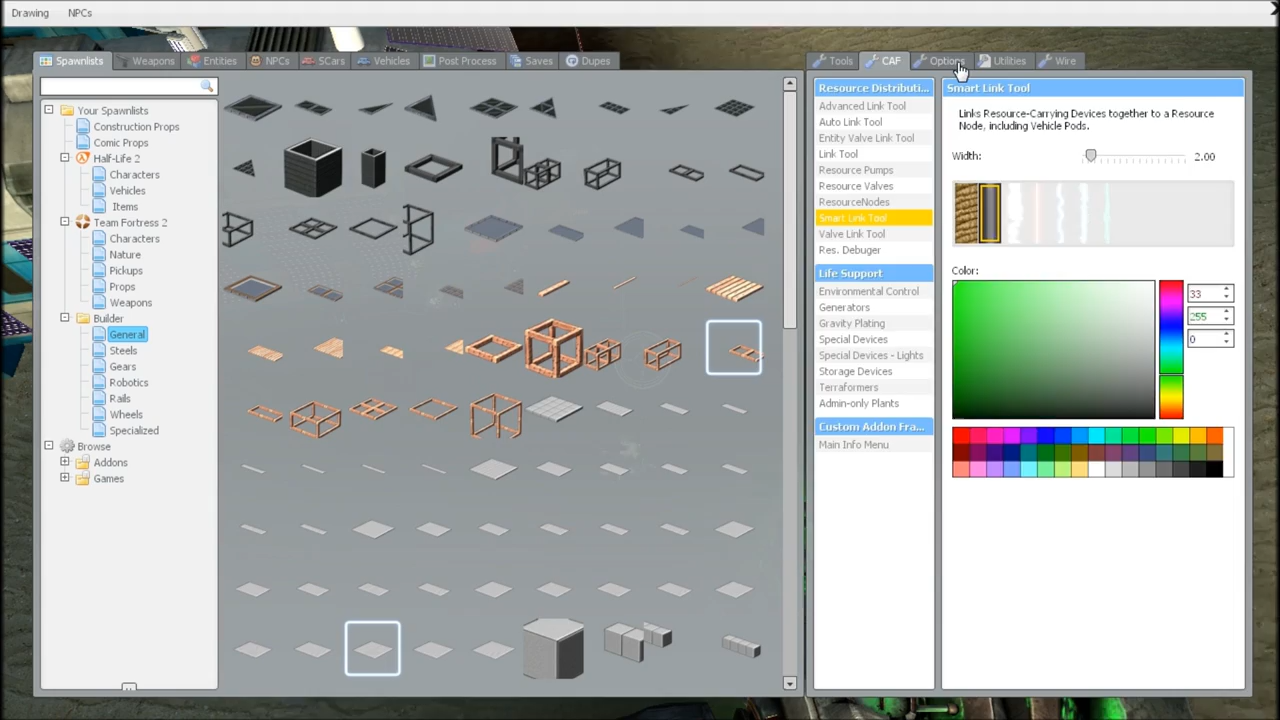 Drawing NPCs
Spawnlists Weapons Entities NPCs SCars Vehicles Post Process Saves Dupes
Your Spawnlists
Construction Props
Comic Props
Half-Life 2
Characters
Vehicles
Items
Team Fortress 2
Characters
Nature
Pickups
Props
Weapons
Builder
General
Steels
Gears
Robotics
Rails
Wheels
Specialized
Browse
Addons
Games
Tools CAF Options Utilities Wire
Resource Distributi...
Advanced Link Tool
Auto Link Tool
Entity Valve Link Tool
Link Tool
Resource Pumps
Resource Valves
ResourceNodes
Smart Link Tool
Valve Link Tool
Res. Debuger
Life Support
Environmental Control
Generators
Gravity Plating
Special Devices
Special Devices - Lights
Storage Devices
Terraformers
Admin-only Plants
Custom Addon Fra...
Main Info Menu
Smart Link Tool
Links Resource-Carrying Devices together to a Resource
Node, including Vehicle Pods.
Width: 2.00
Color:
33
255
0